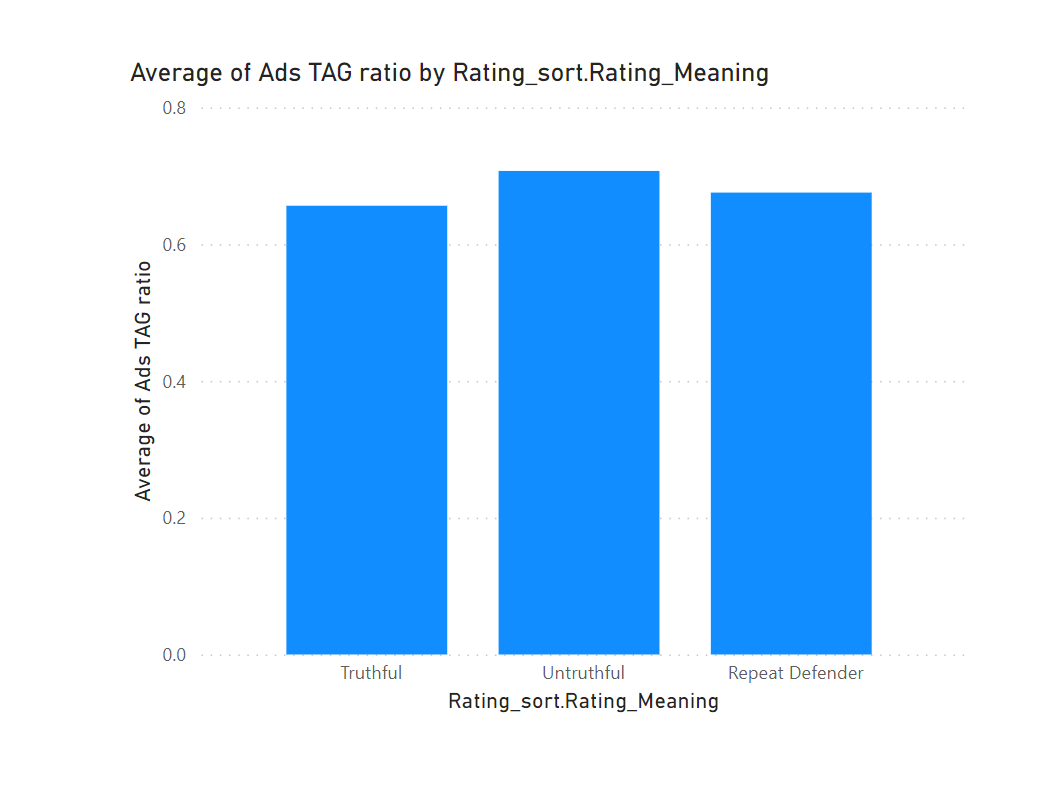 Average of Ads TAG ratio by Rating_sort.Rating_Meaning
0.8
0.6
0.4
0.2
0.0
Average of Ads TAG ratio
Truthful Untruthful Repeat Defender
Rating_sort.Rating_Meaning